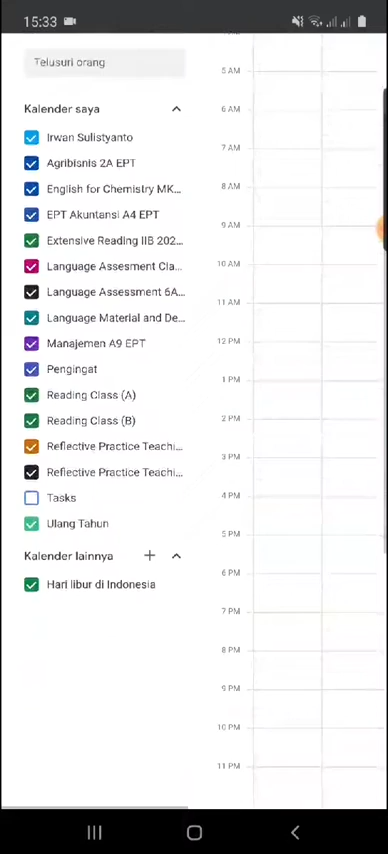 15:33
Telusuri orang
Kalender saya
Irwan Sulistyanto
Agribisnis 2A EPT
English for Chemistry MK...
EPT Akuntansi A4 EPT
Extensive Reading IIB 202...
Language Assesment Cla...
Language Assessment 6A...
Language Material and De...
Manajemen A9 EPT
Pengingat
Reading Class (A)
Reading Class (B)
Reflective Practice Teachi...
Reflective Practice Teachi...
Tasks
Ulang Tahun
Kalender lainnya
Hari libur di Indonesia
5 AM
6 AM
7 AM
8 AM
9 AM
10 AM
11 AM
12 PM
1 PM
2 PM
3 PM
4 PM
5 PM
6 PM
7 PM
8 PM
9 PM
10 PM
11 PM